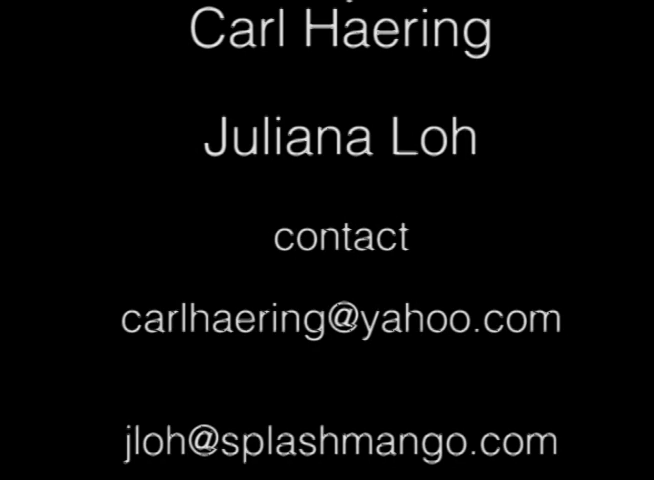 Carl Haering
Juliana Loh
contact
carlhaering@yahoo.com
jloh@splashmango.com